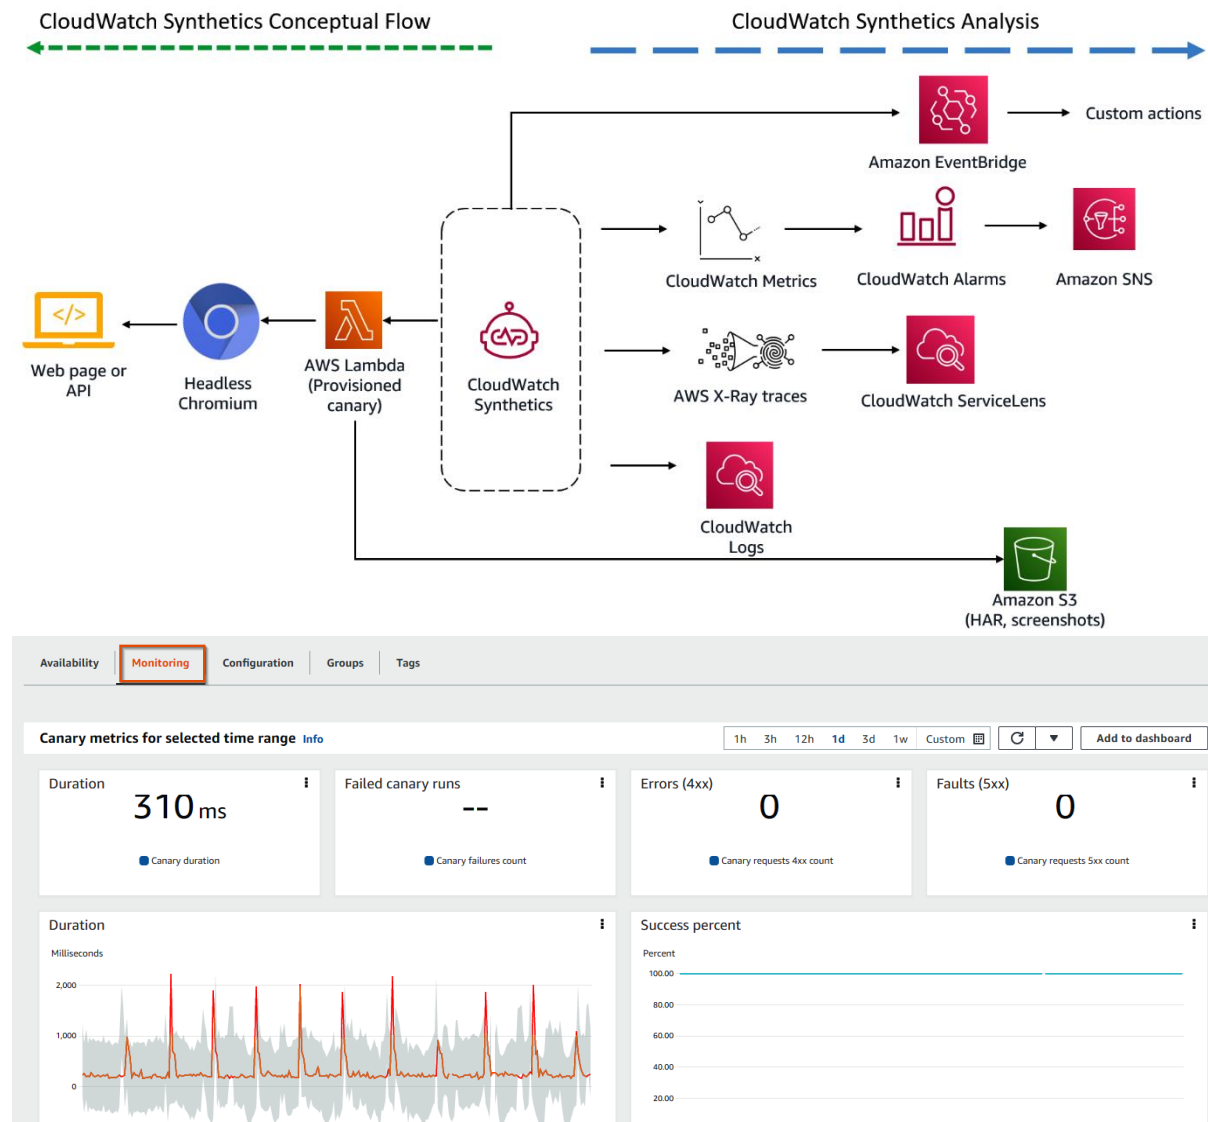 CloudWatch Synthetics Conceptual Flow
CloudWatch Synthetics Analysis
Custom actions
Amazon EventBridge
CloudWatch Metrics
CloudWatch Alarms
Amazon SNS
Web page or
API
Headless
Chromium
AWS Lambda
(Provisioned
canary)
CloudWatch
Synthetics
AWS X-Ray traces
CloudWatch ServiceLens
CloudWatch
Logs
Amazon S3
(HAR, screenshots)
Availability
Monitoring
Configuration
Groups
Tags
Canary metrics for selected time range Info
1h 3h 12h 1d 3d 1w Custom
Add to dashboard
Duration
310 ms
Canary duration
Failed canary runs
--
Canary failures count
Errors (4xx)
0
Canary requests 4xx count
Faults (5xx)
0
Canary requests 5xx count
Duration
Milliseconds
2,000
1,000
0
Success percent
Percent
100.00
80.00
60.00
40.00
20.00